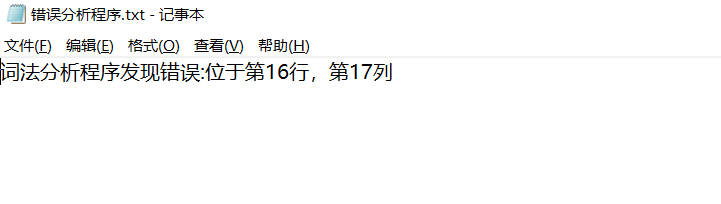 错误分析程序.txt - 记事本
文件(F) 编辑(E) 格式(O) 查看(V) 帮助(H)
词法分析程序发现错误:位于第16行，第17列